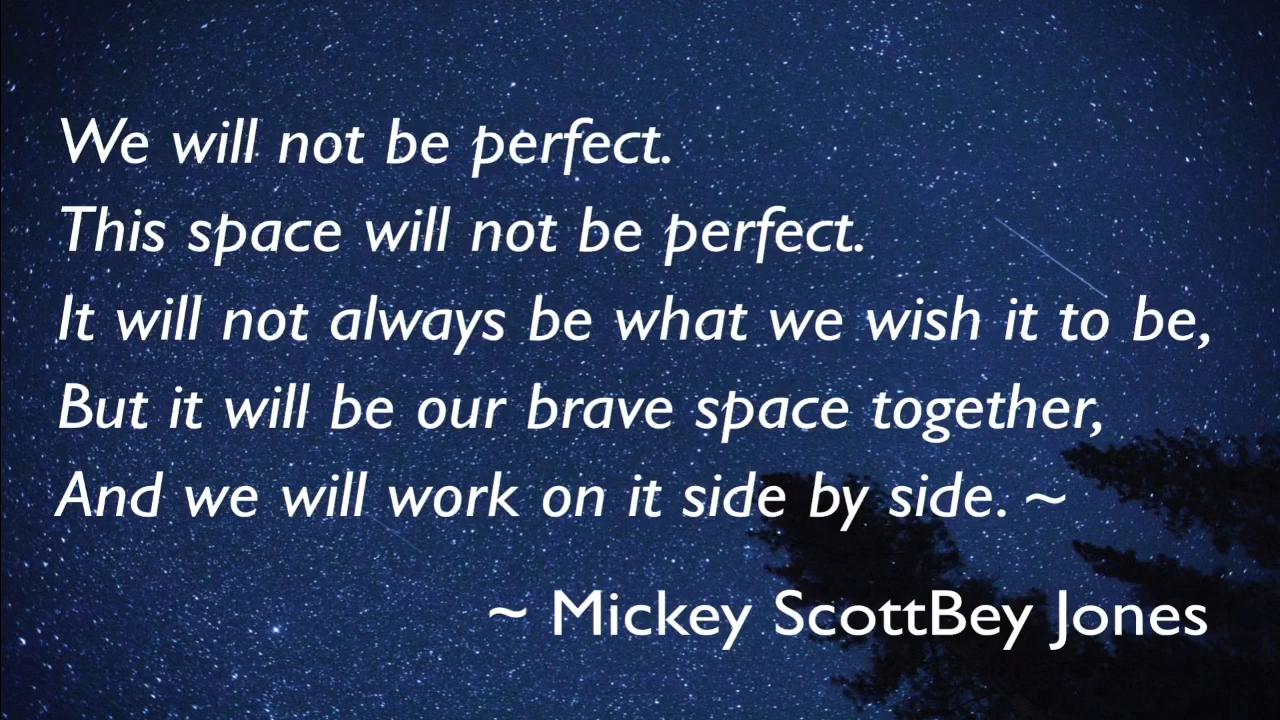 We will not be perfect.
This space will not be perfect.
It will not always be what we wish it to be,
But it will be our brave space together,
And we will work on it side by side. ~
~ Mickey ScottBey Jones